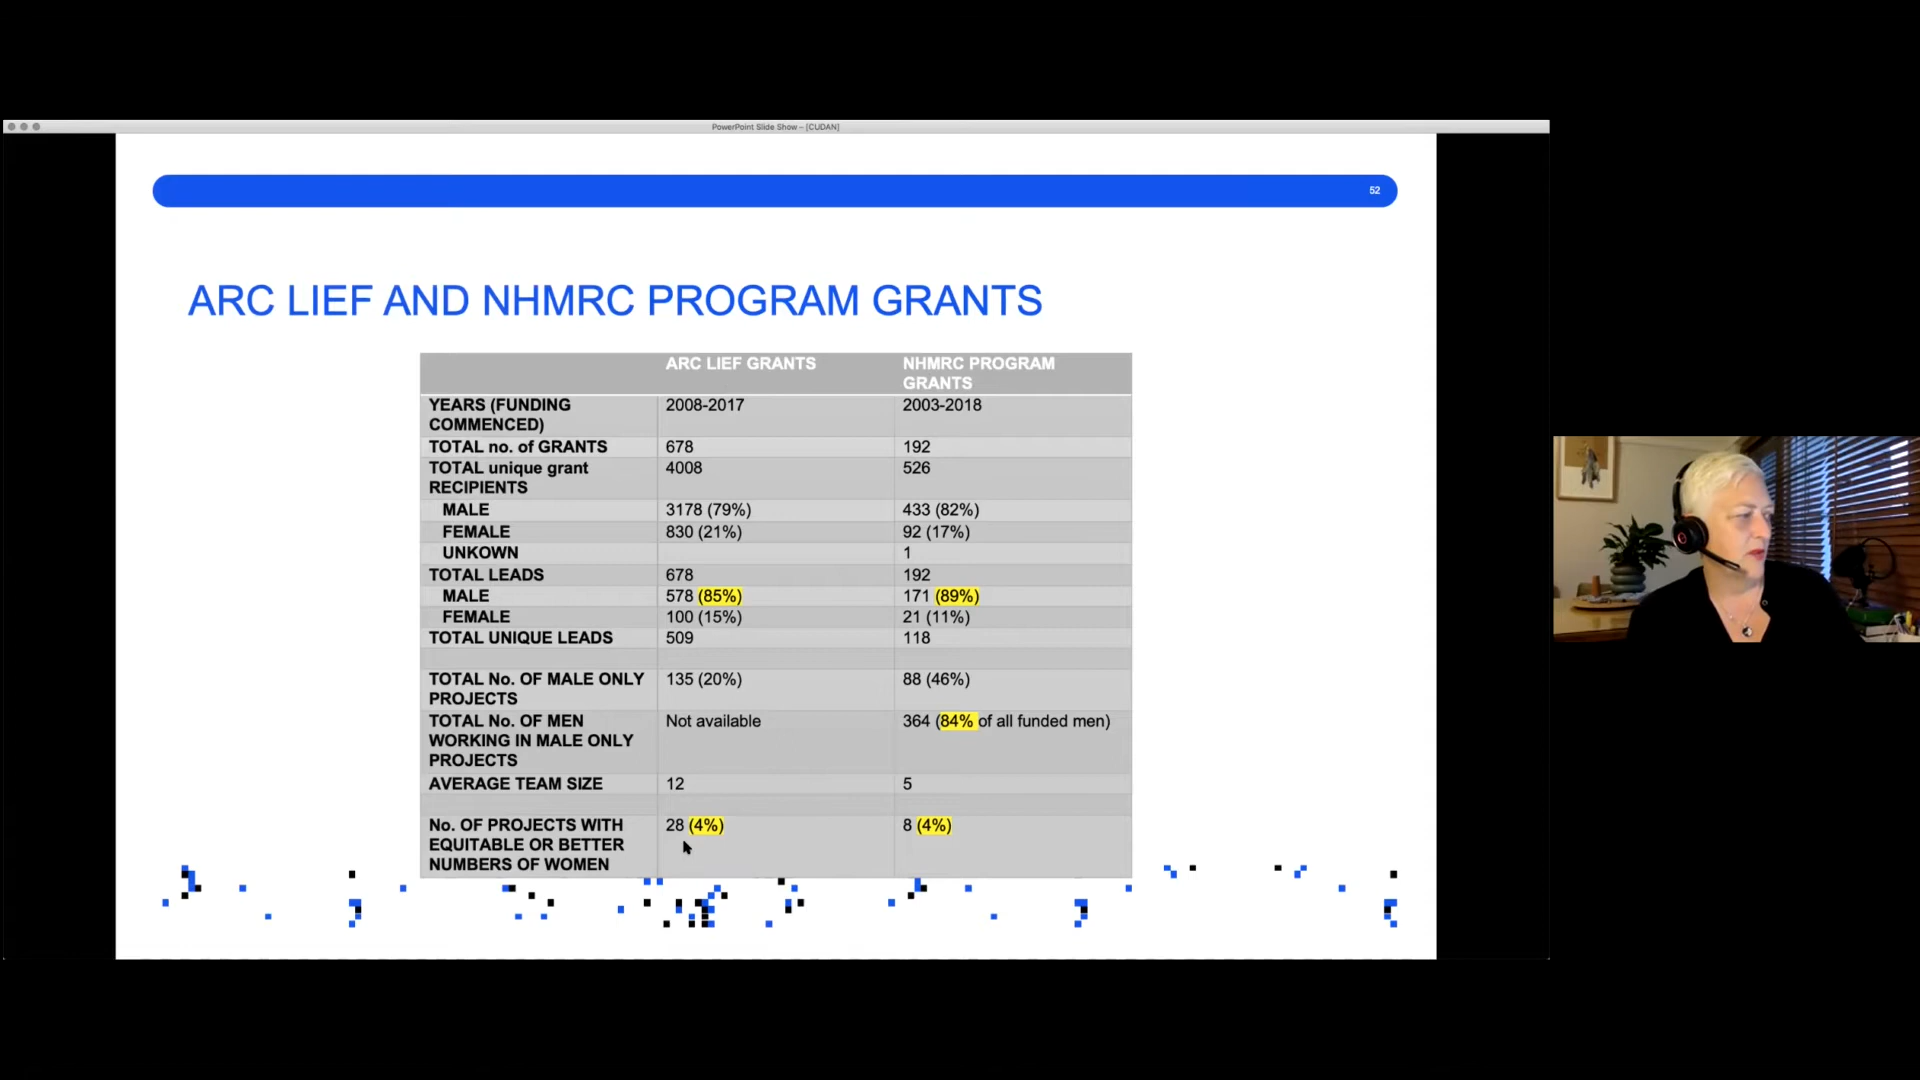 PowerPoint Slide Show – [CUDAN]
52
ARC LIEF AND NHMRC PROGRAM GRANTS
ARC LIEF GRANTS
NHMRC PROGRAM
GRANTS
YEARS (FUNDING
COMMENCED)
2008-2017
2003-2018
TOTAL no. of GRANTS
678
192
TOTAL unique grant
RECIPIENTS
4008
526
MALE
3178 (79%)
433 (82%)
FEMALE
830 (21%)
92 (17%)
UNKOWN
1
TOTAL LEADS
678
192
MALE
578 (85%)
171 (89%)
FEMALE
100 (15%)
21 (11%)
TOTAL UNIQUE LEADS
509
118
TOTAL No. OF MALE ONLY
PROJECTS
135 (20%)
88 (46%)
TOTAL No. OF MEN
WORKING IN MALE ONLY
PROJECTS
Not available
364 (84% of all funded men)
AVERAGE TEAM SIZE
12
5
No. OF PROJECTS WITH
EQUITABLE OR BETTER
NUMBERS OF WOMEN
28 (4%)
8 (4%)